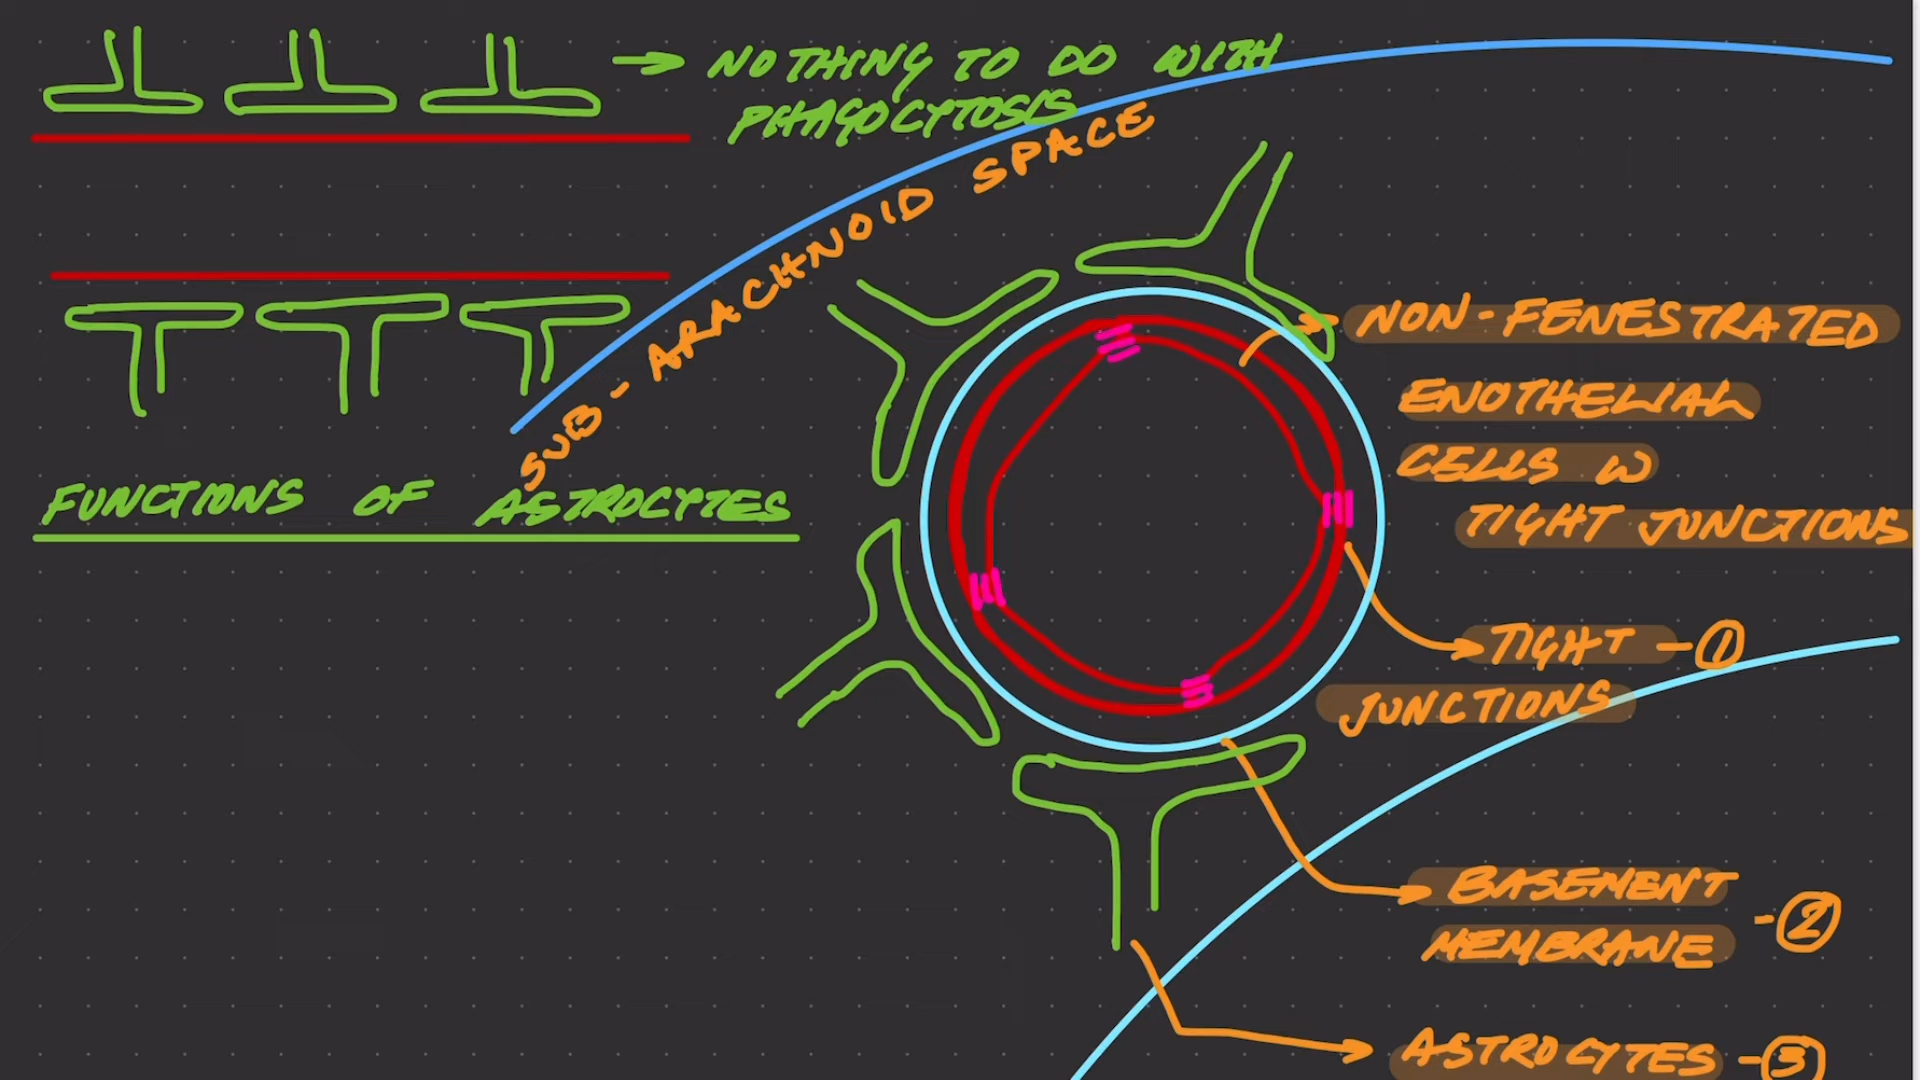 → NOTHING TO DO WITH
PHAGOCYTOSIS
SUB - ARACHNOID SPACE
FUNCTIONS OF ASTROCYTES
NON - FENESTRATED
ENOTHELIAL
CELLS W
TIGHT JUNCTIONS
TIGHT - ①
JUNCTIONS
BASEMENT
MEMBRANE - ②
ASTROCYTES - ③